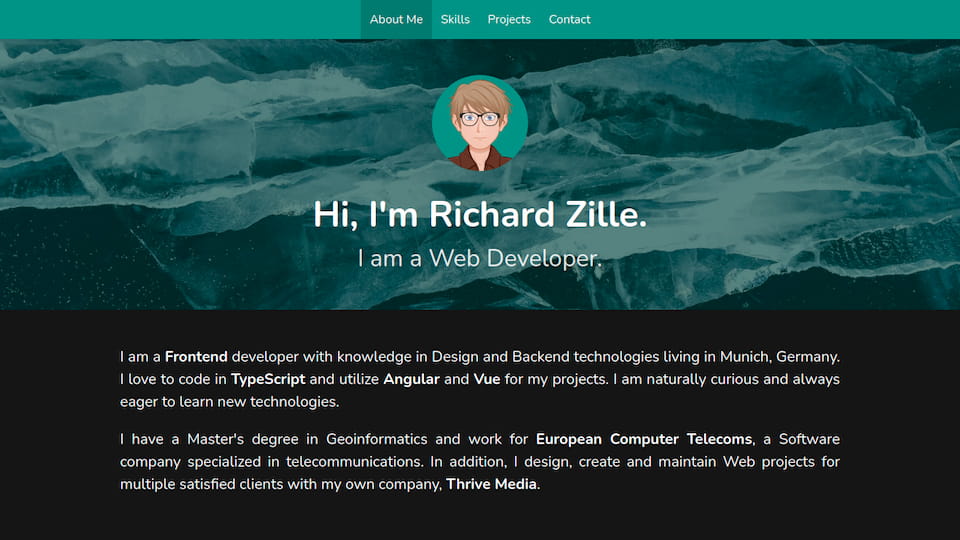 About Me Skills Projects Contact
Hi, I'm Richard Zille.
I am a Web Developer.
I am a Frontend developer with knowledge in Design and Backend technologies living in Munich, Germany.
I love to code in TypeScript and utilize Angular and Vue for my projects. I am naturally curious and always
eager to learn new technologies.
I have a Master's degree in Geoinformatics and work for European Computer Telecoms, a Software
company specialized in telecommunications. In addition, I design, create and maintain Web projects for
multiple satisfied clients with my own company, Thrive Media.